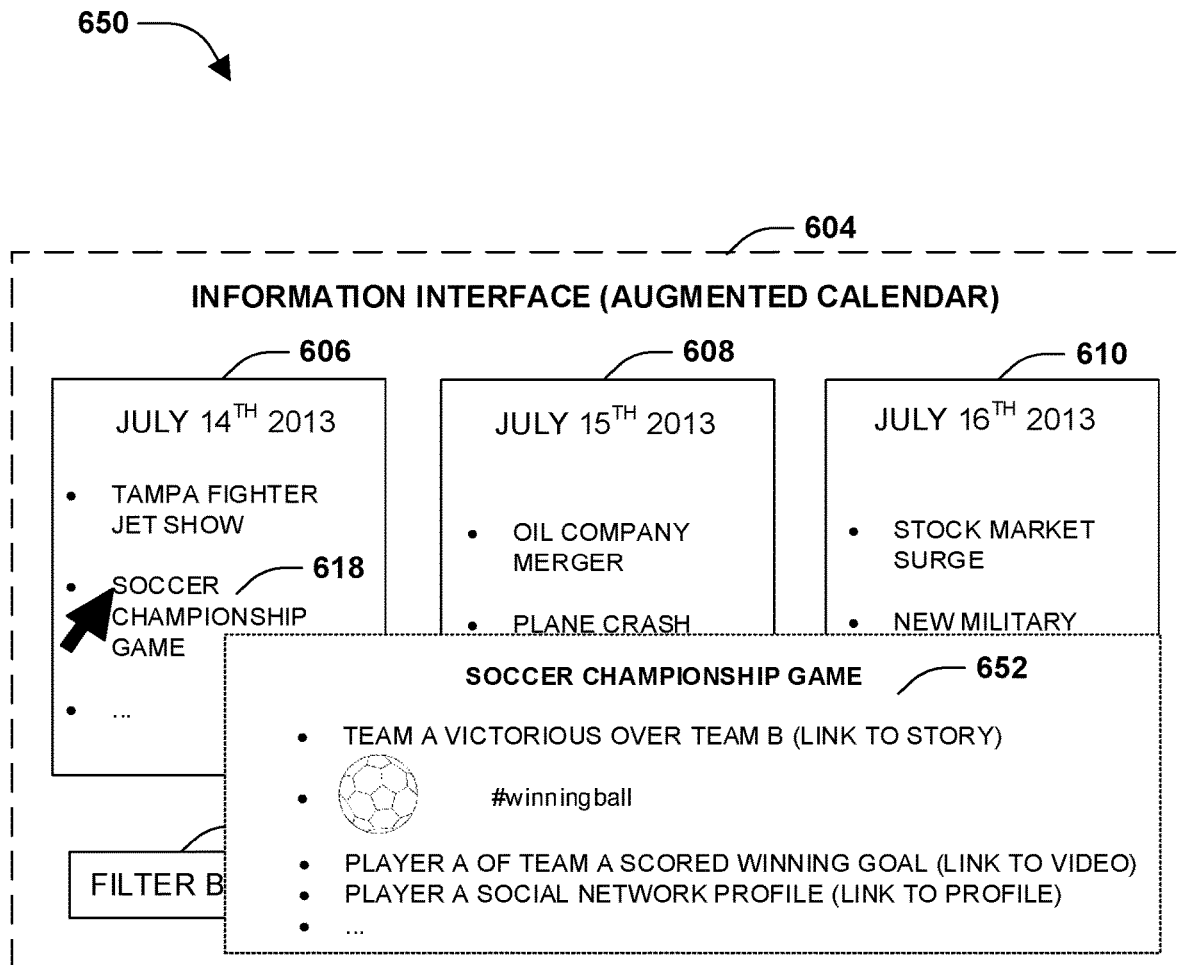 650
604
INFORMATION INTERFACE (AUGMENTED CALENDAR)
606
608
610
JULY 14TH 2013
• TAMPA FIGHTER
JET SHOW
• SOCCER
CHAMPIONSHIP
GAME
618
• ...
JULY 15TH 2013
• OIL COMPANY
MERGER
• PLANE CRASH
JULY 16TH 2013
• STOCK MARKET
SURGE
• NEW MILITARY
SOCCER CHAMPIONSHIP GAME
652
• TEAM A VICTORIOUS OVER TEAM B (LINK TO STORY)
• #winningball
• PLAYER A OF TEAM A SCORED WINNING GOAL (LINK TO VIDEO)
• PLAYER A SOCIAL NETWORK PROFILE (LINK TO PROFILE)
• ...
FILTER B